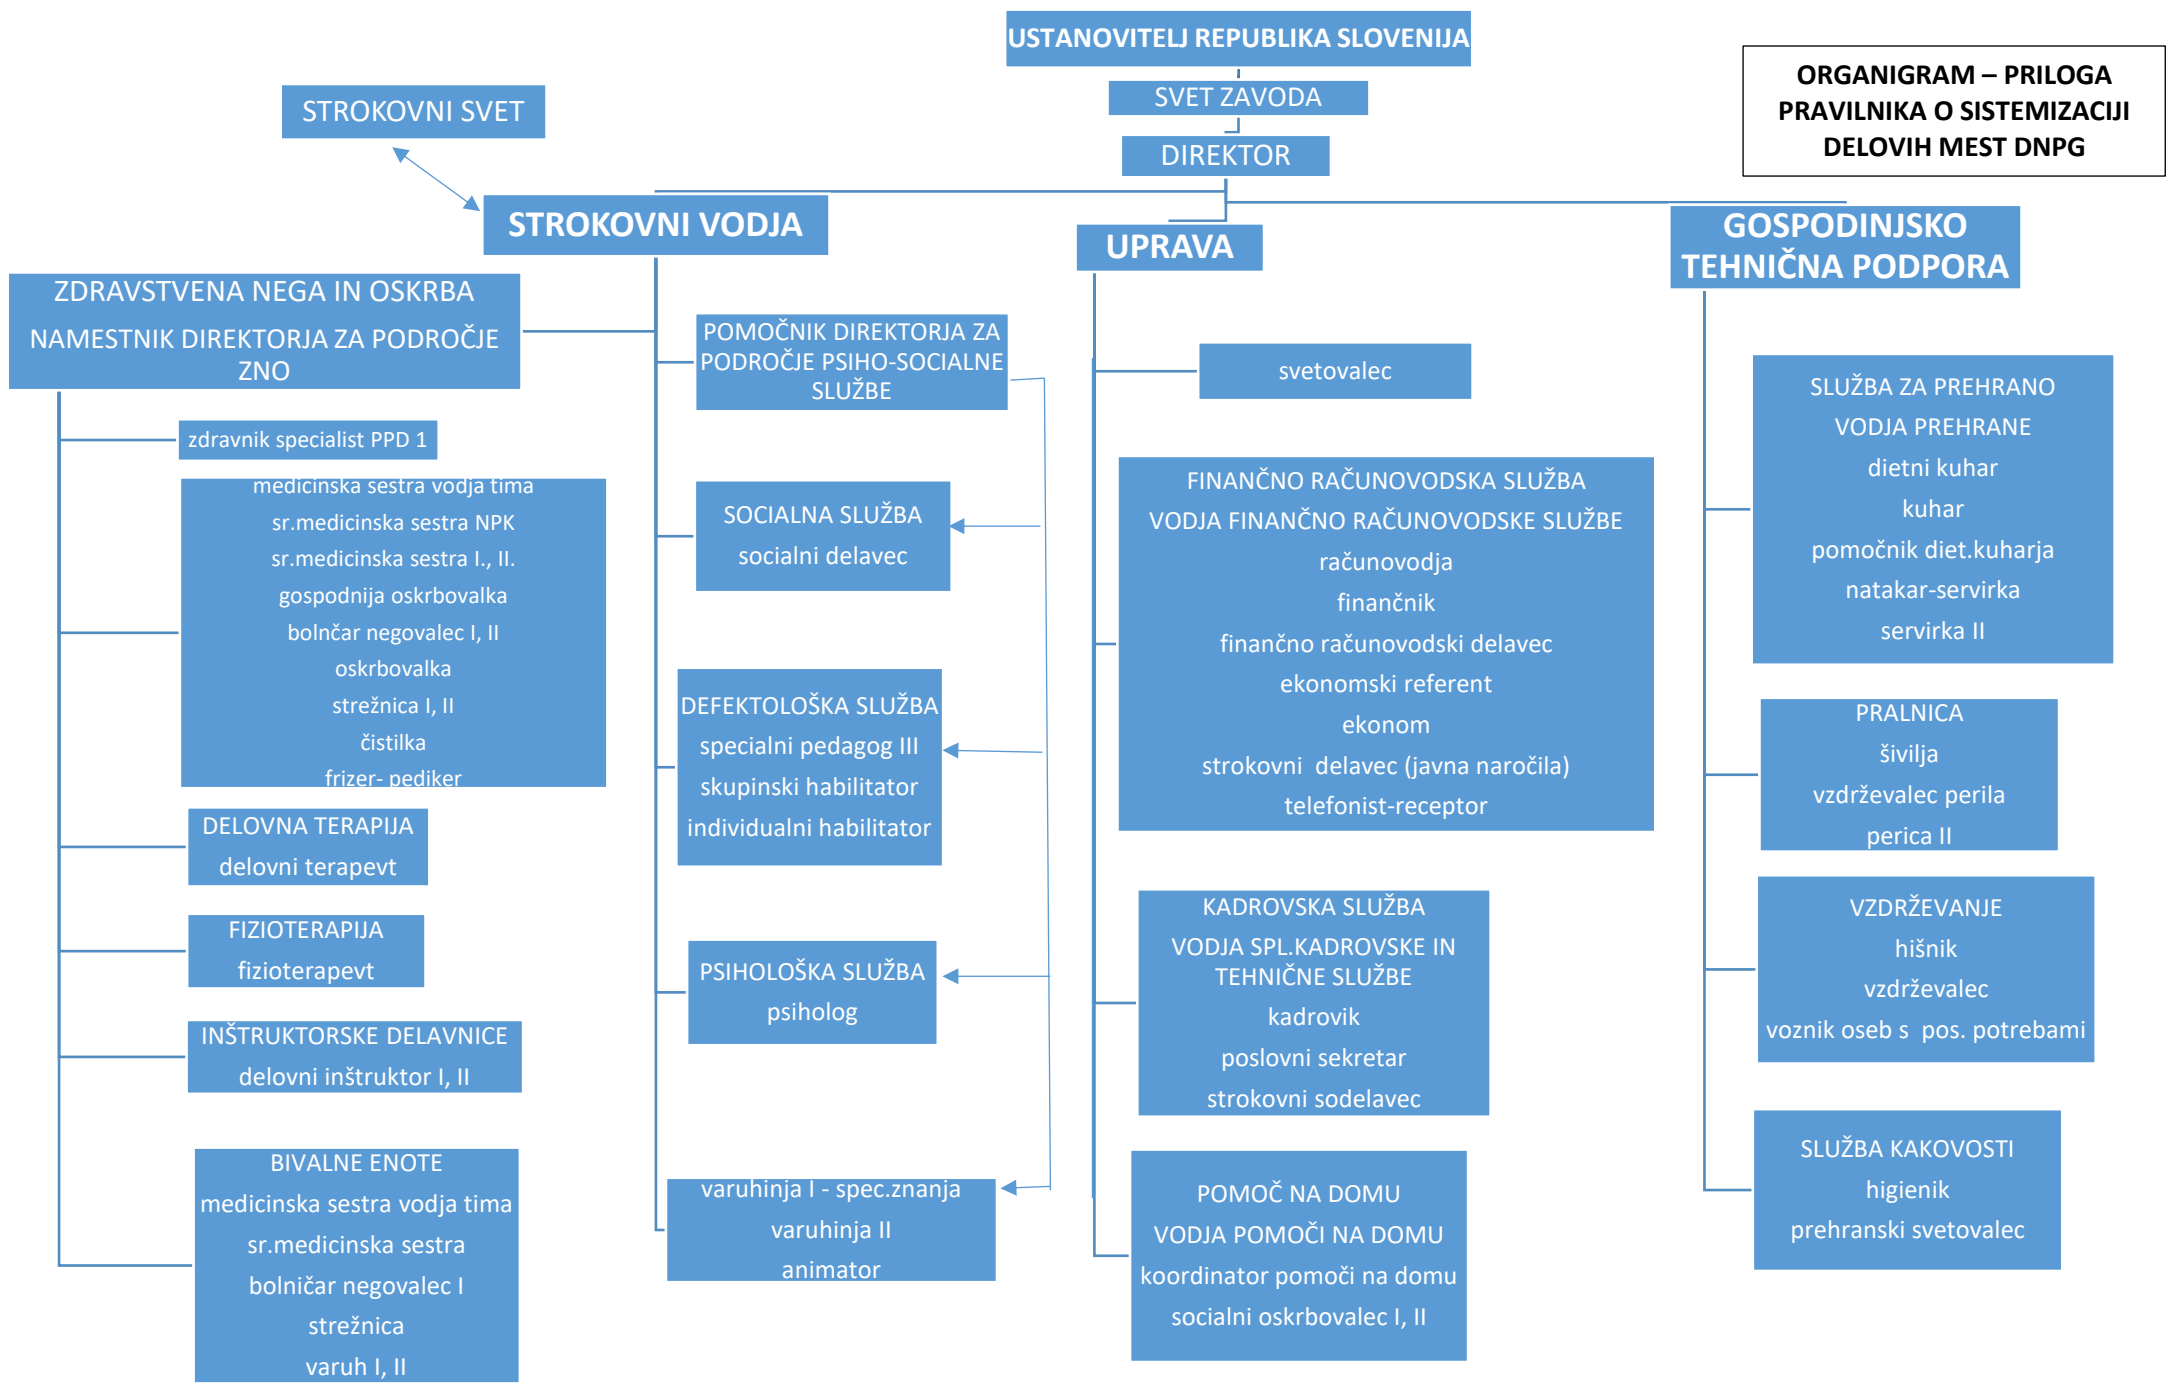 USTANOVITELJ REPUBLIKA SLOVENIJA
SVET ZAVODA
DIREKTOR
ORGANIGRAM – PRILOGA
PRAVILNIKA O SISTEMIZACIJI
DELOVIH MEST DNPG
STROKOVNI SVET
STROKOVNI VODJA
ZDRAVSTVENA NEGA IN OSKRBA
NAMESTNIK DIREKTORJA ZA PODROČJE
ZNO
zdravnik specialist PPD 1
medicinska sestra vodja tima
sr.medicinska sestra NPK
sr.medicinska sestra I., II.
gospodnija oskrbovalka
bolnčar negovalec I, II
oskrbovalka
strežnica I, II
čistilka
frizer- pediker
DELOVNA TERAPIJA
delovni terapevt
FIZIOTERAPIJA
fizioterapevt
INŠTRUKTORSKE DELAVNICE
delovni inštruktor I, II
BIVALNE ENOTE
medicinska sestra vodja tima
sr.medicinska sestra
bolničar negovalec I
strežnica
varuh I, II
POMOČNIK DIREKTORJA ZA
PODROČJE PSIHO-SOCIALNE
SLUŽBE
SOCIALNA SLUŽBA
socialni delavec
DEFEKTOLOŠKA SLUŽBA
specialni pedagog III
skupinski habilitator
individualni habilitator
PSIHOLOŠKA SLUŽBA
psiholog
varuhinja I - spec.znanja
varuhinja II
animator
UPRAVA
svetovalec
FINANČNO RAČUNOVODSKA SLUŽBA
VODJA FINANČNO RAČUNOVODSKE SLUŽBE
računovodja
finančnik
finančno računovodski delavec
ekonomski referent
ekonom
strokovni  delavec (javna naročila)
telefonist-receptor
KADROVSKA SLUŽBA
VODJA SPL.KADROVSKE IN
TEHNIČNE SLUŽBE
kadrovik
poslovni sekretar
strokovni sodelavec
POMOČ NA DOMU
VODJA POMOČI NA DOMU
koordinator pomoči na domu
socialni oskrbovalec I, II
GOSPODINJSKO
TEHNIČNA PODPORA
SLUŽBA ZA PREHRANO
VODJA PREHRANE
dietni kuhar
kuhar
pomočnik diet.kuharja
natakar-servirka
servirka II
PRALNICA
šivilja
vzdrževalec perila
perica II
VZDRŽEVANJE
hišnik
vzdrževalec
voznik oseb s  pos. potrebami
SLUŽBA KAKOVOSTI
higienik
prehranski svetovalec